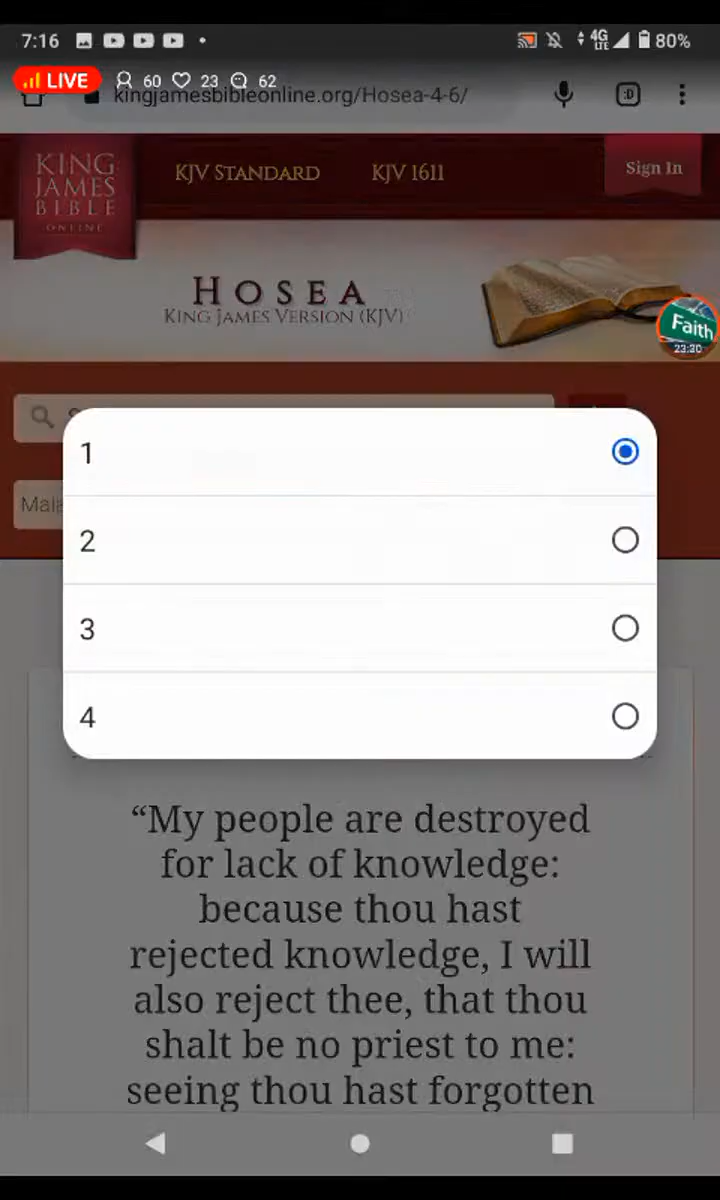 7:16
4G
LTE
80%
LIVE 60 23 62
kingjamesbibleonline.org/Hosea-4-6/
:D
KING
JAMES
BIBLE
ONLINE
KJV STANDARD
KJV 1611
Sign In
HOSEA
KING JAMES VERSION (KJV)
Faith
23:20
1
2
3
4
“My people are destroyed
for lack of knowledge:
because thou hast
rejected knowledge, I will
also reject thee, that thou
shalt be no priest to me:
seeing thou hast forgotten